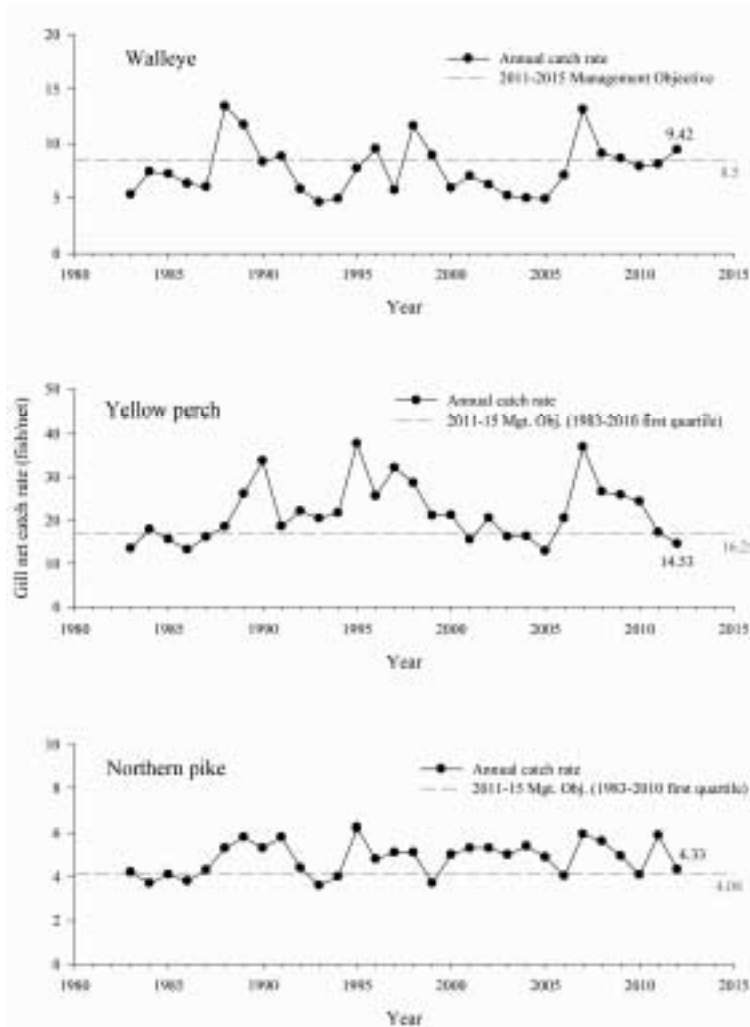 Walleye
Annual catch rate
2011-2015 Management Objective
20
15
10
5
0
9.42
8.5
1980 1985 1990 1995 2000 2005 2010 2015
Year
Gill net catch rate (fish/net)
Yellow perch
Annual catch rate
2011-15 Mgt. Obj. (1983-2010 first quartile)
50
40
30
20
10
0
14.53
1980 1985 1990 1995 2000 2005 2010 2015
Year
Northern pike
Annual catch rate
2011-15 Mgt. Obj. (1983-2010 first quartile)
10
8
6
4
2
0
4.33
1980 1985 1990 1995 2000 2005 2010 2015
Year